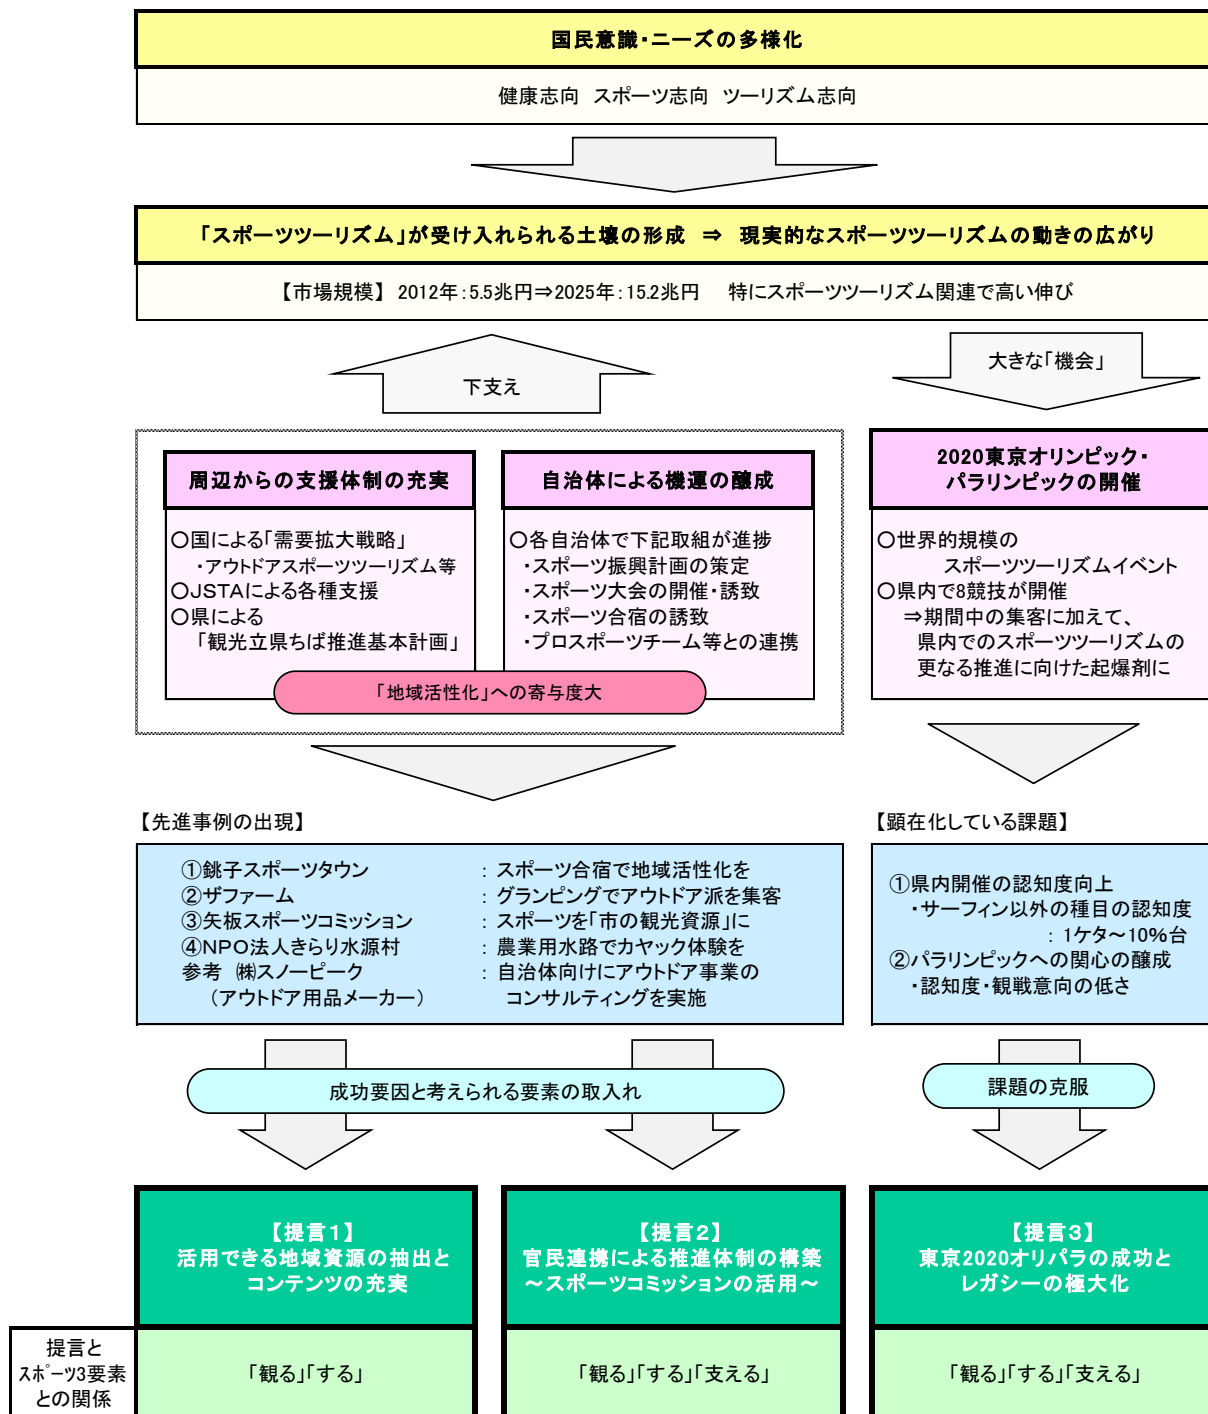 国民意識・ニーズの多様化
健康志向 スポーツ志向 ツーリズム志向
「スポーツツーリズム」が受け入れられる土壌の形成 ⇒ 現実的なスポーツツーリズムの動きの広がり
【市場規模】 2012年：5.5兆円⇒2025年：15.2兆円 特にスポーツツーリズム関連で高い伸び
下支え
大きな「機会」
周辺からの支援体制の充実
〇国による「需要拡大戦略」
・アウトドアスポーツツーリズム等
〇JSTAによる各種支援
〇県による
「観光立県ちば推進基本計画」
自治体による機運の醸成
〇各自治体で下記取組が進捗
・スポーツ振興計画の策定
・スポーツ大会の開催・誘致
・スポーツ合宿の誘致
・プロスポーツチーム等との連携
「地域活性化」への寄与度大
2020東京オリンピック・
パラリンピックの開催
〇世界的規模の
スポーツツーリズムイベント
〇県内で8競技が開催
⇒期間中の集客に加えて、
県内でのスポーツツーリズムの
更なる推進に向けた起爆剤に
【先進事例の出現】
①銚子スポーツタウン ： スポーツ合宿で地域活性化を
②ザファーム ： グランピングでアウトドア派を集客
③矢板スポーツコミッション ： スポーツを「市の観光資源」に
④NPO法人きらり水源村 ： 農業用水路でカヤック体験を
参考 ㈱スノーピーク ： 自治体向けにアウトドア事業の
（アウトドア用品メーカー） コンサルティングを実施
【顕在化している課題】
①県内開催の認知度向上
・サーフィン以外の種目の認知度
： 1ケタ～10％台
②パラリンピックへの関心の醸成
・認知度・観戦意向の低さ
成功要因と考えられる要素の取入れ
課題の克服
【提言１】
活用できる地域資源の抽出と
コンテンツの充実
【提言２】
官民連携による推進体制の構築
～スポーツコミッションの活用～
【提言３】
東京2020オリパラの成功と
レガシーの極大化
提言と
ｽﾎﾟｰﾂ3要素
との関係
「観る」「する」
「観る」「する」「支える」
「観る」「する」「支える」